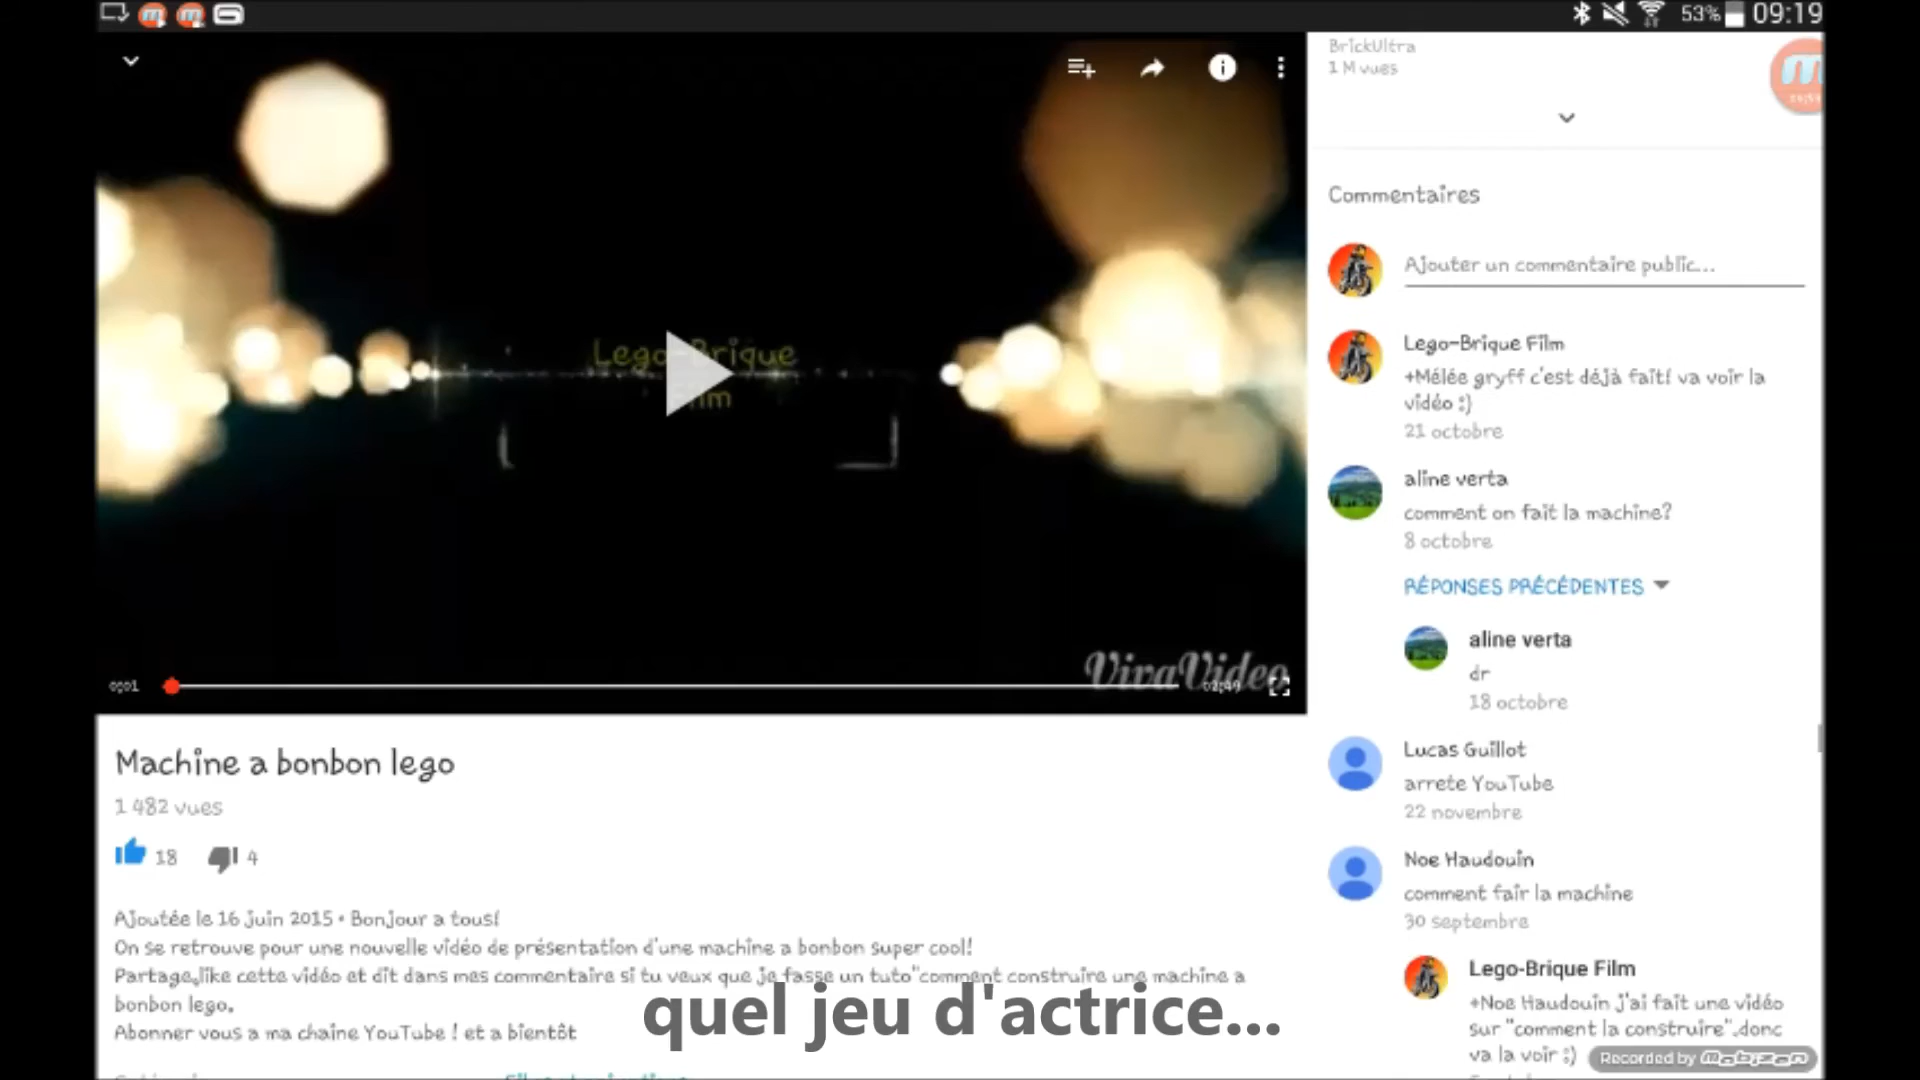 53% 09:19
BrickUltra
1 M vues
Commentaires
Ajouter un commentaire public...
Lego-Brique Film
+Mélée gryff c'est déjà fait! va voir la
vidéo :)
21 octobre
aline verta
comment on fait la machine?
8 octobre
RÉPONSES PRÉCÉDENTES
aline verta
dr
18 octobre
Lucas Guillot
arrete YouTube
22 novembre
Noe Haudouin
comment fair la machine
30 septembre
Lego-Brique Film
+Noe Haudouin j'ai fait une vidéo
sur "comment la construire".donc
va la voir :)
Recorded by Mobizen
Lego-Brique
Film
VivaVideo
0:01
02:49
Machine a bonbon lego
1 482 vues
18 4
Ajoutée le 16 juin 2015 • Bonjour a tous!
On se retrouve pour une nouvelle vidéo de présentation d'une machine a bonbon super cool!
Partage,like cette vidéo et dit dans mes commentaire si tu veux que je fasse un tuto"comment construire une machine a
bonbon lego.
Abonner vous a ma chaine YouTube ! et a bientôt
quel jeu d'actrice...